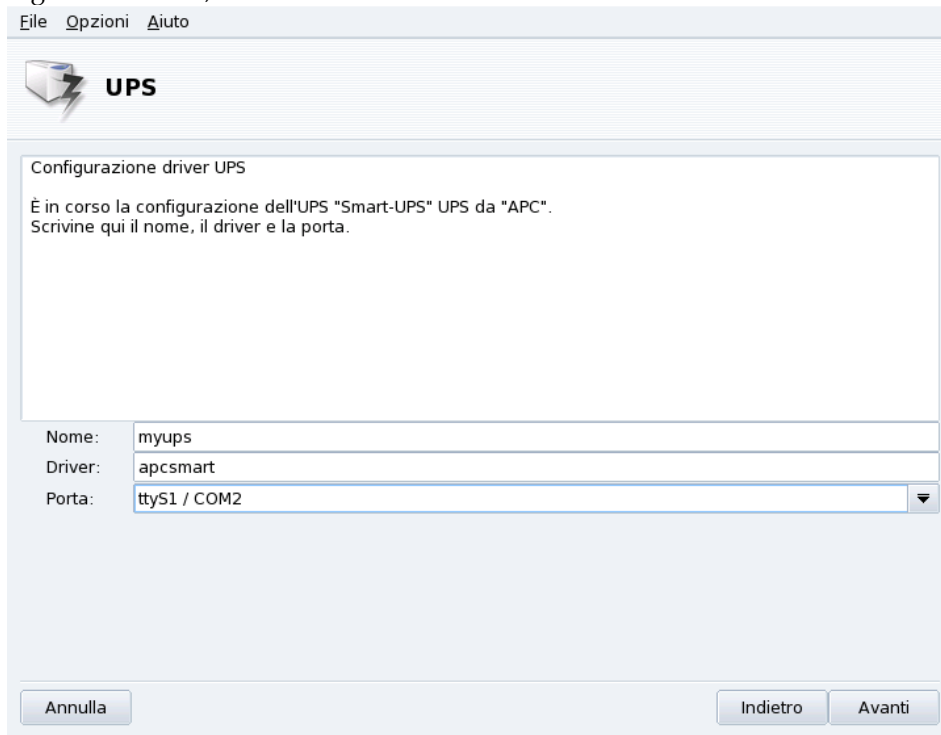 File Opzioni Aiuto
UPS
Configurazione driver UPS
È in corso la configurazione dell'UPS "Smart-UPS" UPS da "APC".
Scrivine qui il nome, il driver e la porta.
Nome: myups
Driver: apcsmart
Porta: ttyS1 / COM2
Annulla Indietro Avanti